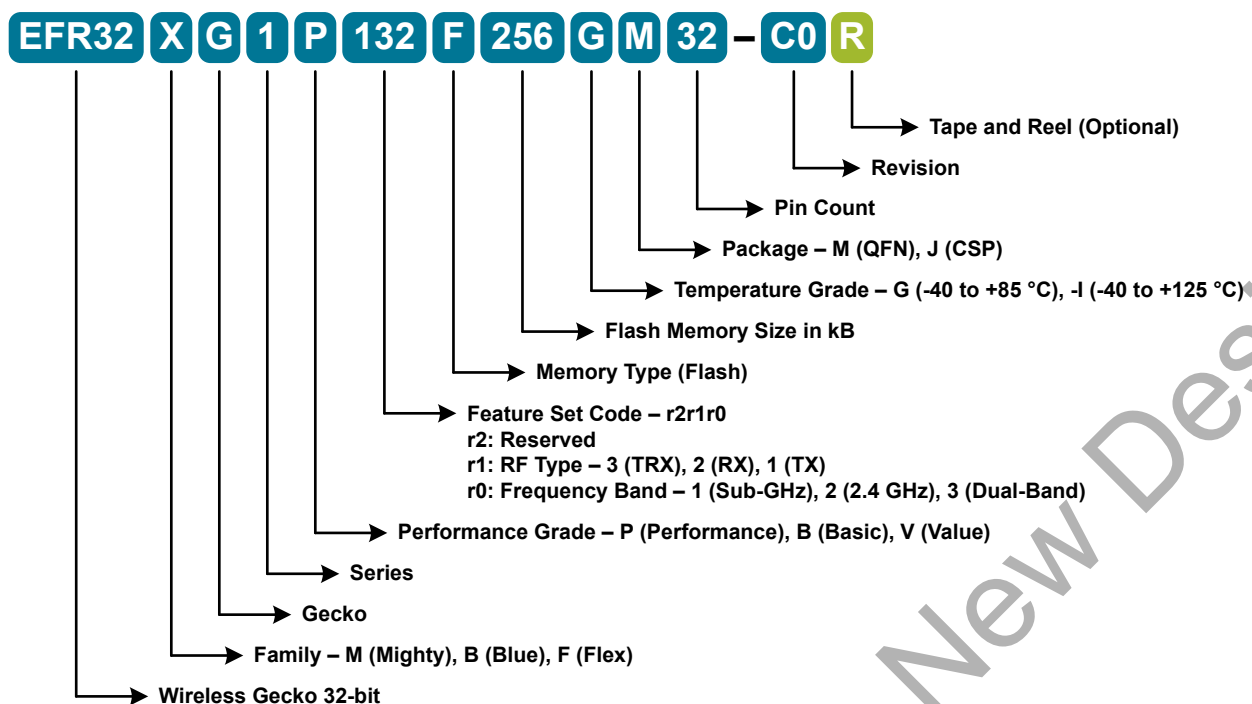 EFR32 X G 1 P 132 F 256 G M 32 – C0 R
Tape and Reel (Optional)
Revision
Pin Count
Package – M (QFN), J (CSP)
Temperature Grade – G (-40 to +85 °C), -I (-40 to +125 °C)
Flash Memory Size in kB
Memory Type (Flash)
Feature Set Code – r2r1r0
r2: Reserved
r1: RF Type – 3 (TRX), 2 (RX), 1 (TX)
r0: Frequency Band – 1 (Sub-GHz), 2 (2.4 GHz), 3 (Dual-Band)
Performance Grade – P (Performance), B (Basic), V (Value)
Series
Gecko
Family – M (Mighty), B (Blue), F (Flex)
Wireless Gecko 32-bit
New